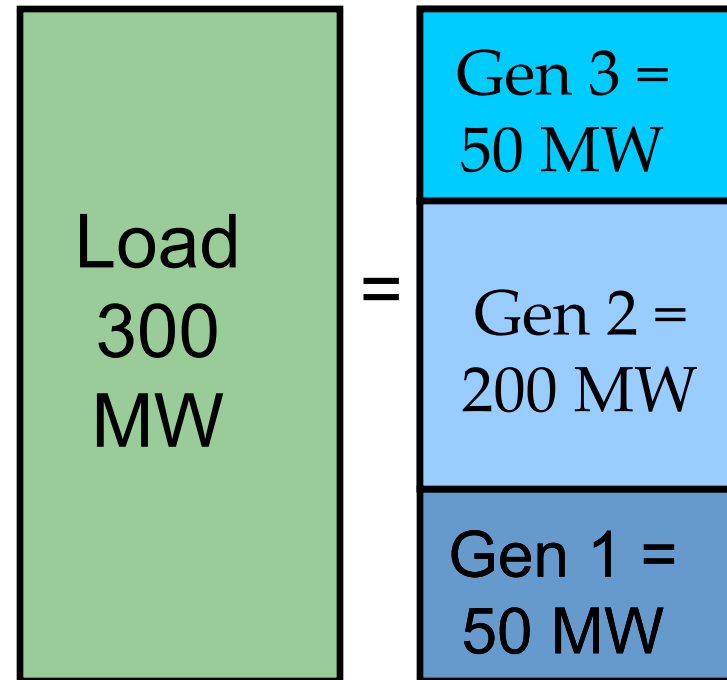 Load
300
MW
=
Gen 3 =
50 MW
Gen 2 =
200 MW
Gen 1 =
50 MW